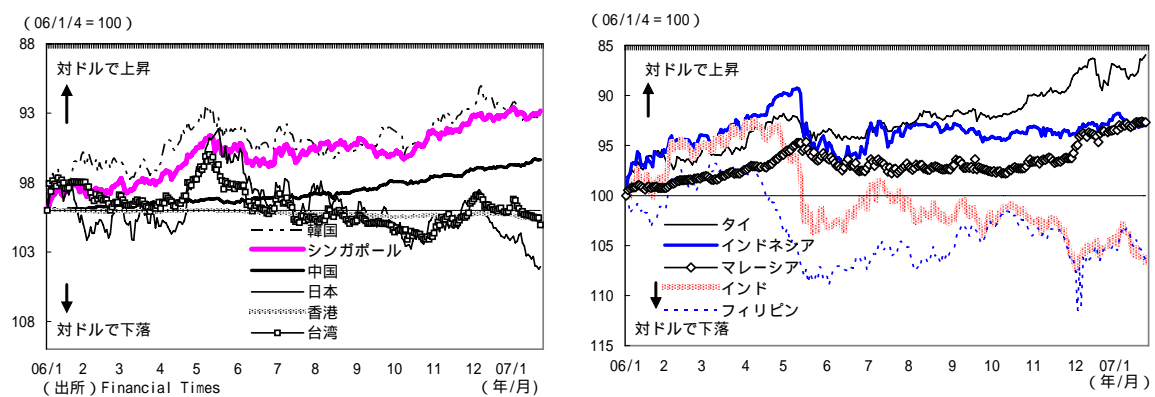 (06/1/4=100)
88
93
98
103
108
対ドルで上昇
対ドルで下落
韓国
シンガポール
中国
日本
香港
台湾
06/1 2 3 4 5 6 7 8 9 10 11 12 07/1
(年/月)
(出所)Financial Times
(06/1/4=100)
85
90
95
100
105
110
115
対ドルで上昇
対ドルで下落
タイ
インドネシア
マレーシア
インド
フィリピン
06/1 2 3 4 5 6 7 8 9 10 11 12 07/1
(年/月)